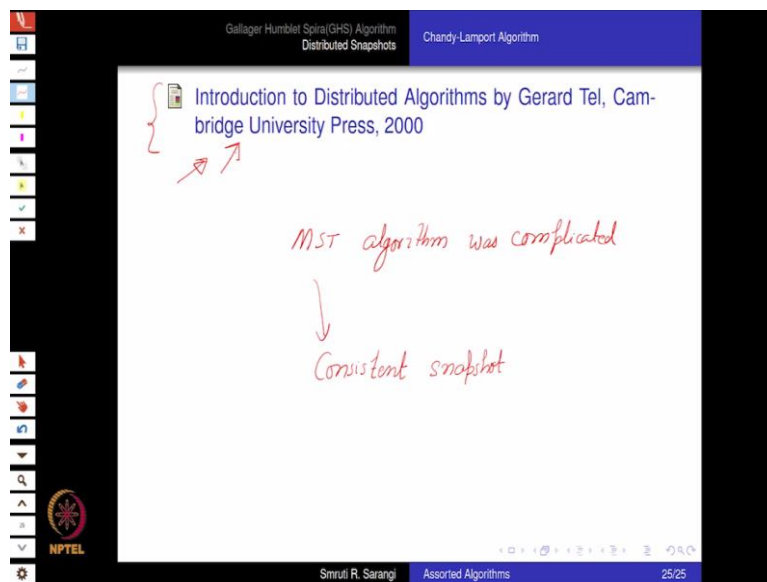 Gallager Humblet Spira(GHS) Algorithm
Distributed Snapshots
Chandy-Lamport Algorithm
Introduction to Distributed Algorithms by Gerard Tel, Cam-
bridge University Press, 2000
MST algorithm was complicated
Consistent snapshot
NPTEL
Smruti R. Sarangi
Assorted Algorithms
25/25